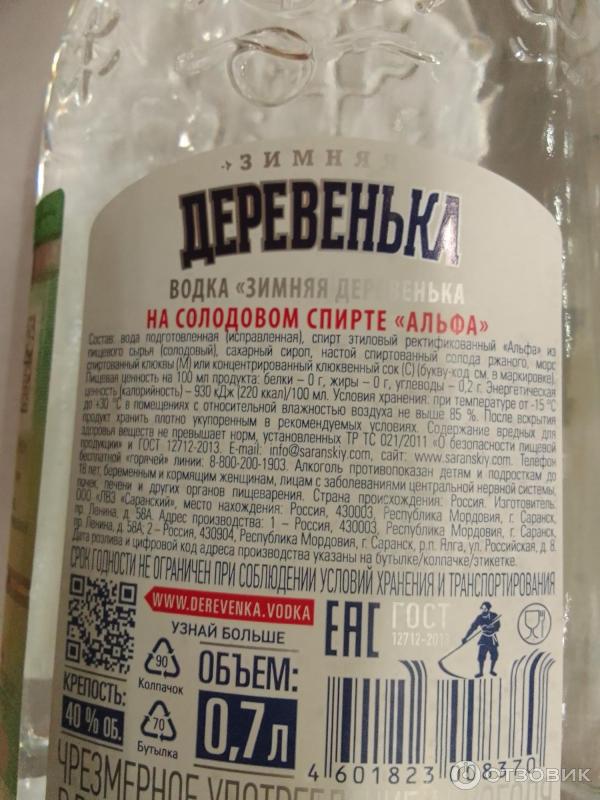 ЗИМНЯЯ
ДЕРЕВЕНЬКА
ВОДКА «ЗИМНЯЯ ДЕРЕВЕНЬКА
НА СОЛОДОВОМ СПИРТЕ «АЛЬФА»
Состав: вода подготовленная (исправленная), спирт этиловый ректификованный «Альфа» из
пищевого сырья (солодовый), сахарный сироп, настой спиртованный солода ржаного, морс
спиртованный клюквы (М) или концентрированный клюквенный сок (С) (букву-код см. в маркировке).
Пищевая ценность на 100 мл продукта: белки – 0 г, жиры – 0 г, углеводы – 0,2 г. Энергетическая
ценность (калорийность) – 930 кДж (220 ккал)/100 мл. Условия хранения: при температуре от -15 °С
до +30 °С в помещениях с относительной влажностью воздуха не выше 85 %. После вскрытия
продукт хранить плотно укупоренным в рекомендуемых условиях. Содержание вредных для
здоровья веществ не превышает норм, установленных ТР ТС 021/2011 «О безопасности пищевой
продукции» и ГОСТ 12712-2013. E-mail: info@saranskiy.com, сайт: www.saranskiy.com. Телефон
бесплатной «горячей» линии: 8-800-200-1903. Алкоголь противопоказан детям и подросткам до
18 лет, беременным и кормящим женщинам, лицам с заболеваниями центральной нервной системы,
почек, печени и других органов пищеварения. Страна происхождения: Россия. Изготовитель:
ООО «ЛВЗ «Саранский», место нахождения: Россия, 430003, Республика Мордовия, г. Саранск,
пр. Ленина, д. 58А. Адрес производства: 1 – Россия, 430003, Республика Мордовия, г. Саранск,
пр. Ленина, д. 58А; 2 – Россия, 430904, Республика Мордовия, г. Саранск, р.п. Ялга, ул. Российская, д. 8.
Дата розлива и цифровой код адреса производства указаны на бутылке/колпачке/этикетке.
СРОК ГОДНОСТИ НЕ ОГРАНИЧЕН ПРИ СОБЛЮДЕНИИ УСЛОВИЙ ХРАНЕНИЯ И ТРАНСПОРТИРОВАНИЯ
WWW.DEREVENKA.VODKA
УЗНАЙ БОЛЬШЕ
EAC
ГОСТ
12712-2013
90
Колпачок
70
Бутылка
ОБЪЕМ:
0,7л
КРЕПОСТЬ:
40 % ОБ.
4 601823 008370
ЧРЕЗМЕРНОЕ
ОТЗОВИК